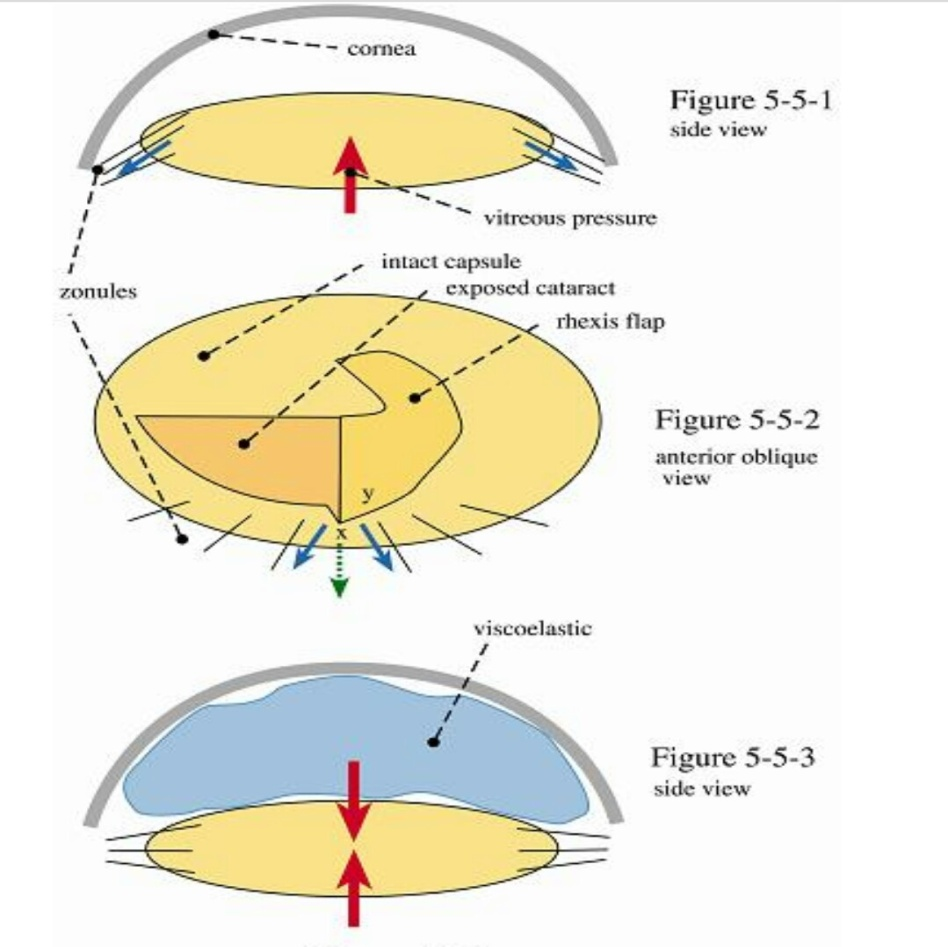 cornea
Figure 5-5-1
side view
vitreous pressure
intact capsule
exposed cataract
zonules
rhexis flap
Figure 5-5-2
anterior oblique
view
y
x
viscoelastic
Figure 5-5-3
side view